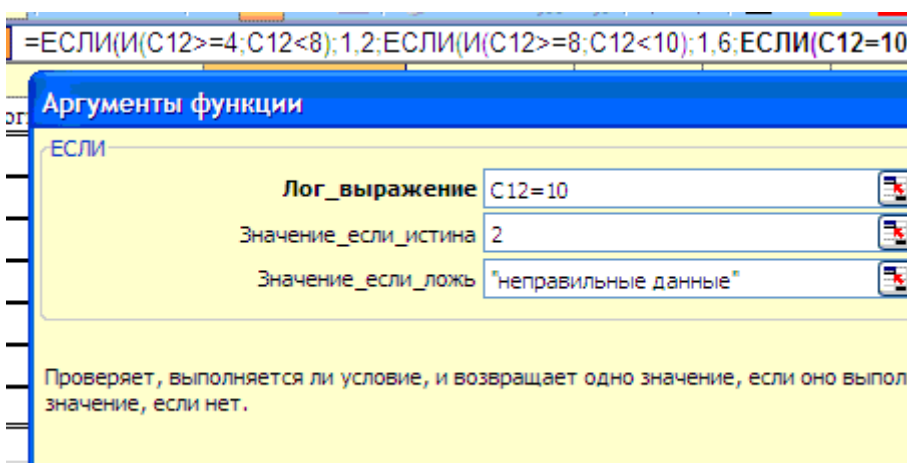 =ЕСЛИ(И(C12>=4;C12<8);1,2;ЕСЛИ(И(C12>=8;C12<10);1,6;ЕСЛИ(C12=10
Аргументы функции
ЕСЛИ
Лог_выражение C12=10
Значение_если_истина 2
Значение_если_ложь "неправильные данные"
Проверяет, выполняется ли условие, и возвращает одно значение, если оно выпол
значение, если нет.